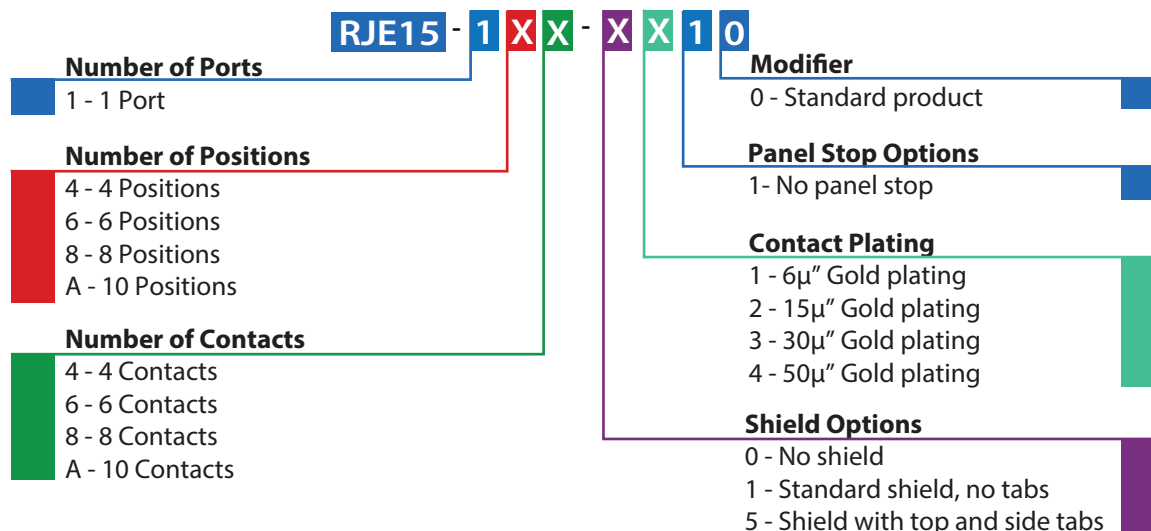 RJE15 - 1 X X - X X 1 0
Number of Ports
1 - 1 Port
Number of Positions
4 - 4 Positions
6 - 6 Positions
8 - 8 Positions
A - 10 Positions
Number of Contacts
4 - 4 Contacts
6 - 6 Contacts
8 - 8 Contacts
A - 10 Contacts
Modifier
0 - Standard product
Panel Stop Options
1- No panel stop
Contact Plating
1 - 6µ” Gold plating
2 - 15µ” Gold plating
3 - 30µ” Gold plating
4 - 50µ” Gold plating
Shield Options
0 - No shield
1 - Standard shield, no tabs
5 - Shield with top and side tabs